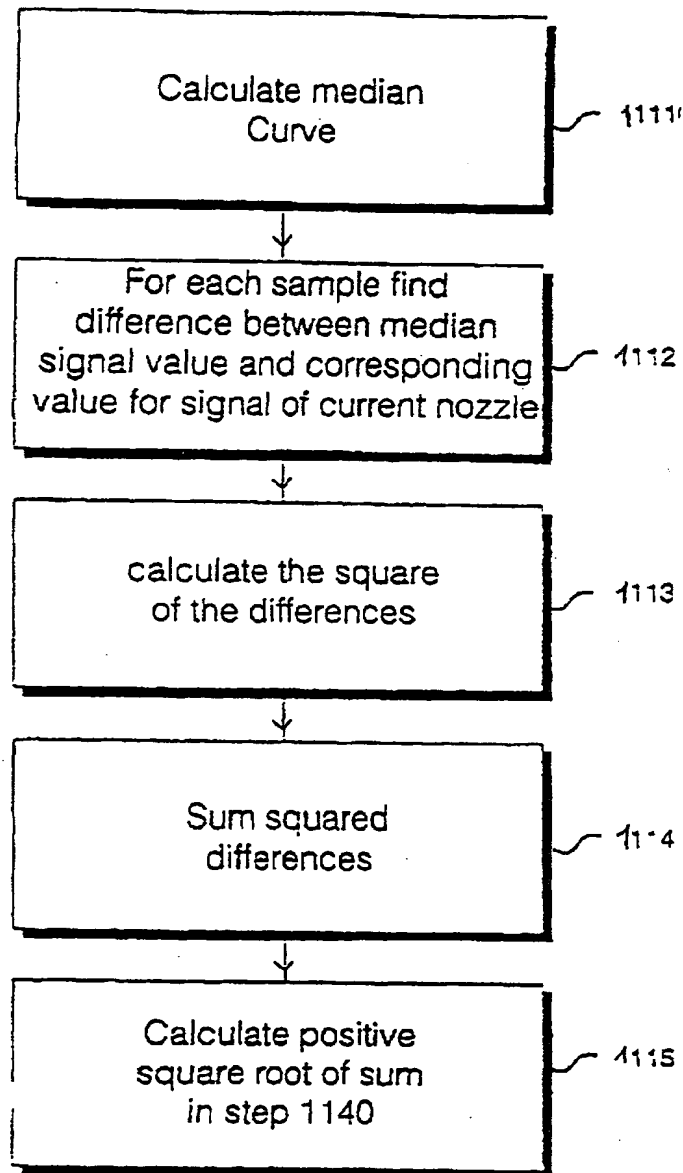 Calculate median
Curve
For each sample find
difference between median
signal value and corresponding
value for signal of current nozzle
1112
calculate the square
of the differences
1113
Sum squared
differences
Calculate positive
square root of sum
in step 1140